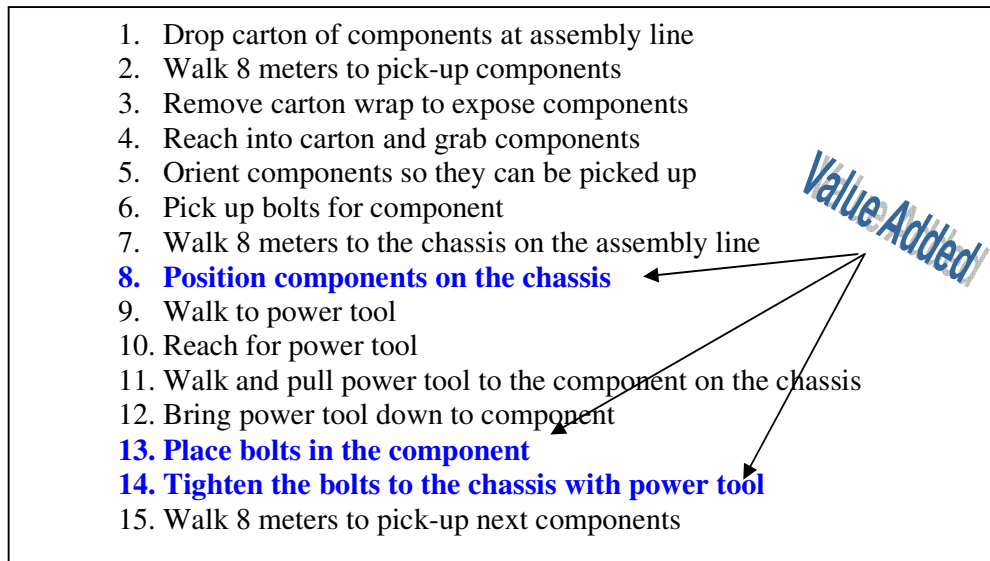 1. Drop carton of components at assembly line
2. Walk 8 meters to pick-up components
3. Remove carton wrap to expose components
4. Reach into carton and grab components
5. Orient components so they can be picked up
6. Pick up bolts for component
7. Walk 8 meters to the chassis on the assembly line
8. Position components on the chassis
9. Walk to power tool
10. Reach for power tool
11. Walk and pull power tool to the component on the chassis
12. Bring power tool down to component
13. Place bolts in the component
14. Tighten the bolts to the chassis with power tool
15. Walk 8 meters to pick-up next components
Value Added